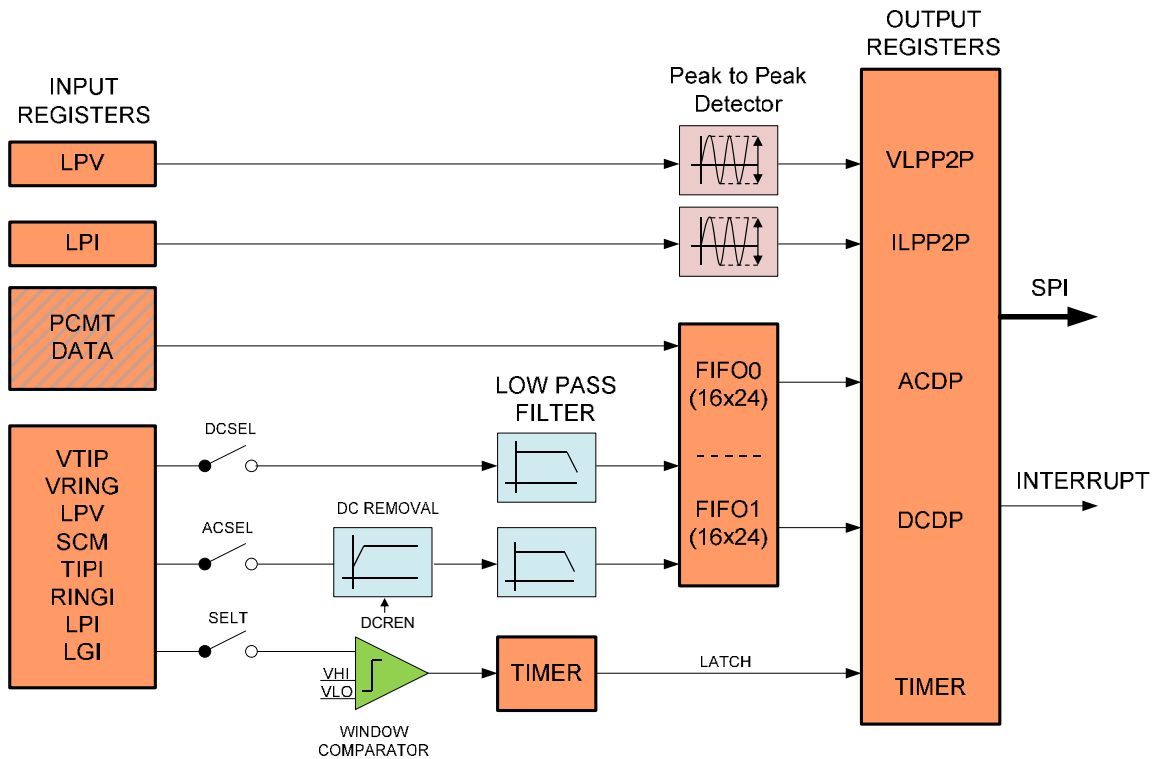 OUTPUT
REGISTERS
INPUT
REGISTERS
Peak to Peak
Detector
LPV
VLPP2P
LPI
ILPP2P
SPI
PCMT
DATA
FIFO0
(16x24)
ACDP
LOW PASS
FILTER
DCSEL
VTIP
VRING
LPV
SCM
TIPI
RINGI
LPI
LGI
INTERRUPT
DC REMOVAL
FIFO1
(16x24)
DCDP
ACSEL
DCREN
SELT
VHI
VLO
TIMER
LATCH
TIMER
WINDOW
COMPARATOR